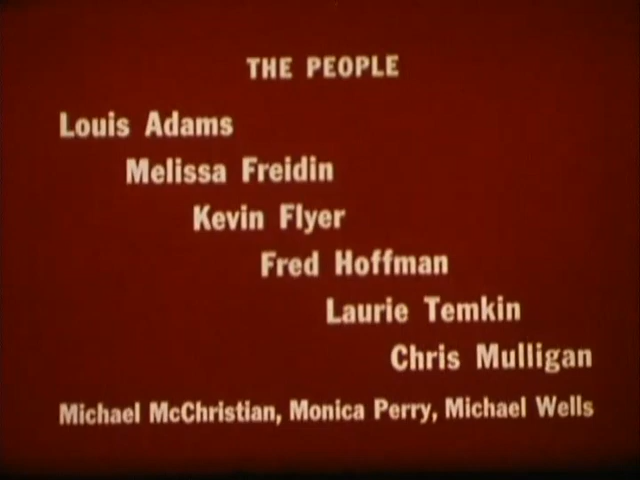 THE PEOPLE
Louis Adams
Melissa Freidin
Kevin Flyer
Fred Hoffman
Laurie Temkin
Chris Mulligan
Michael McChristian, Monica Perry, Michael Wells